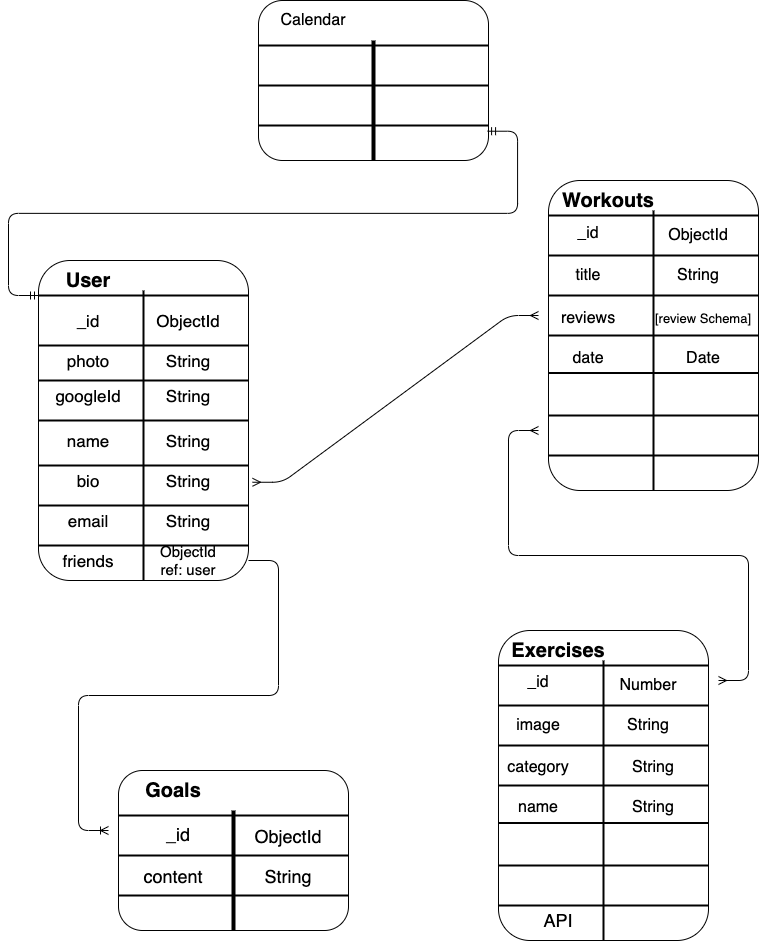 Calendar
Workouts
_id ObjectId
title String
reviews [review Schema]
date Date
User
_id ObjectId
photo String
googleId String
name String
bio String
email String
friends ObjectId
ref: user
Exercises
_id Number
image String
category String
name String
API
Goals
_id ObjectId
content String